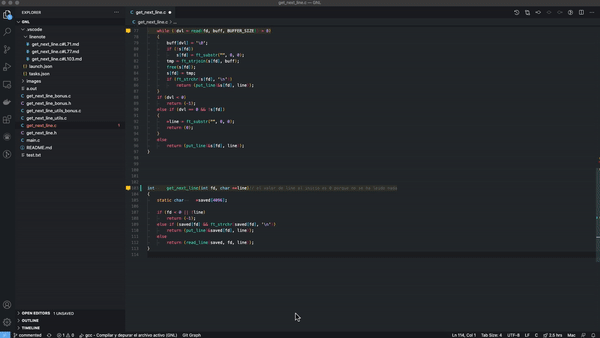 get_next_line.c — GNL
EXPLORER
GNL
.vscode
linenote
get_next_line.c#L71.md
get_next_line.c#L77.md
get_next_line.c#L103.md
launch.json
tasks.json
images
a.out
get_next_line_bonus.c
get_next_line_bonus.h
get_next_line_utils_bonus.c
get_next_line_utils.c
get_next_line.c
get_next_line.h
main.c
README.md
test.txt
OPEN EDITORS 1 UNSAVED
OUTLINE
TIMELINE
get_next_line.c
get_next_line.c > ...
while ( dvl = read(fd, buff, BUFFER_SIZE) > 0)
{
buff[dvl] = '\0';
if (!s[fd])
s[fd] = ft_substr("", 0, 0);
tmp = ft_strjoin(s[fd], buff);
free(s[fd]);
s[fd] = tmp;
if (ft_strchr(s[fd], '\n'))
return (put_line(&s[fd], line));
}
if (dvl < 0)
return (-1);
else if (dvl == 0 && !s[fd])
{
*line = ft_substr("", 0, 0);
return (0);
}
else
return (put_line(&s[fd], line));
}
int get_next_line(int fd, char **line)
{
static char *saved[4096];
if (fd < 0 || !line)
return (-1);
else if (saved[fd] && ft_strchr(saved[fd], '\n'))
return (put_line(&saved[fd], line));
else
return (read_line(saved, fd, line));
}
commented
gcc - Compilar y depurar el archivo activo (GNL)
Git Graph
Ln 114, Col 1
Tab Size: 4
UTF-8
LF
C
2.5 hrs
Mac